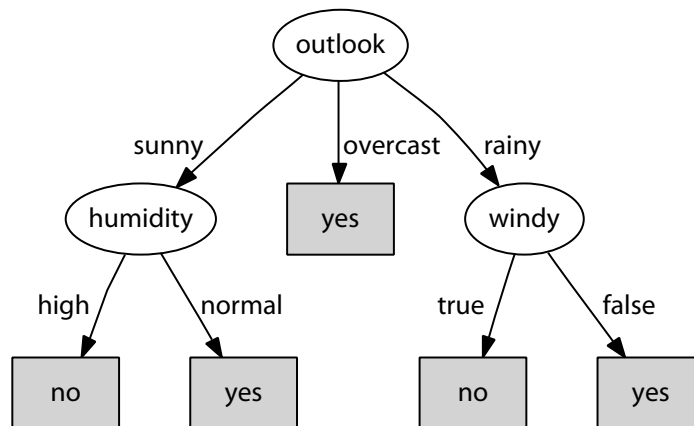 outlook
sunny overcast rainy
humidity yes windy
high normal true false
no yes no yes